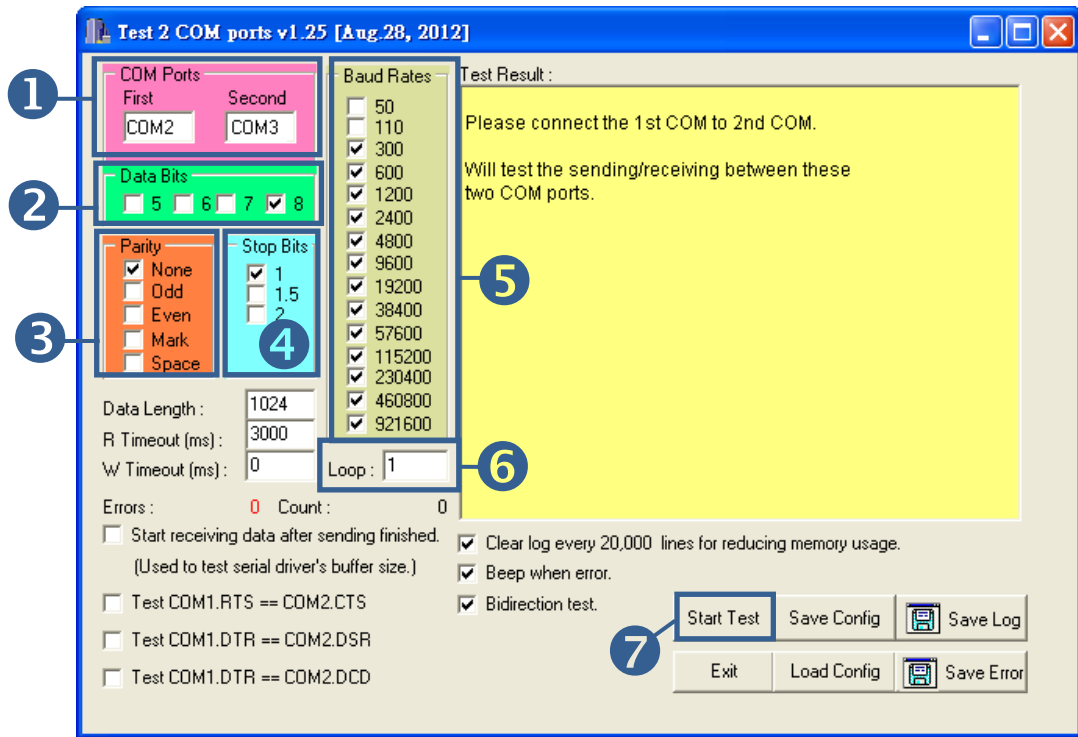 Test 2 COM ports v1.25 [Aug.28, 2012]
1
COM Ports
First Second
COM2 COM3
2
Data Bits
5 6 7 8
3
Parity
None
Odd
Even
Mark
Space
Stop Bits
1
1.5
2
4
Baud Rates
50
110
300
600
1200
2400
4800
9600
19200
38400
57600
115200
230400
460800
921600
5
Data Length : 1024
R Timeout (ms) : 3000
W Timeout (ms) : 0
Loop : 1
6
Errors : 0 Count : 0
Start receiving data after sending finished.
(Used to test serial driver's buffer size.)
Test COM1.RTS == COM2.CTS
Test COM1.DTR == COM2.DSR
Test COM1.DTR == COM2.DCD
Test Result :
Please connect the 1st COM to 2nd COM.
Will test the sending/receiving between these
two COM ports.
Clear log every 20,000 lines for reducing memory usage.
Beep when error.
Bidirection test.
7
Start Test Save Config Save Log
Exit Load Config Save Error